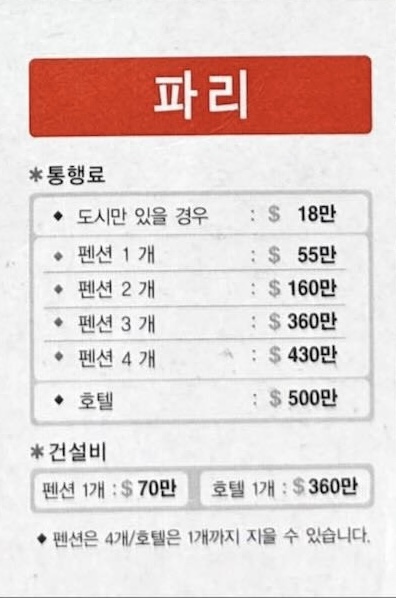 파리
*통행료
◆ 도시만 있을 경우 : $ 18만
◆ 펜션 1 개 : $ 55만
◆ 펜션 2 개 : $ 160만
◆ 펜션 3 개 : $ 360만
◆ 펜션 4 개 : $ 430만
◆ 호텔 : $ 500만
*건설비
펜션 1개 : $ 70만 호텔 1개 : $ 360만
◆ 펜션은 4개/호텔은 1개까지 지을 수 있습니다.